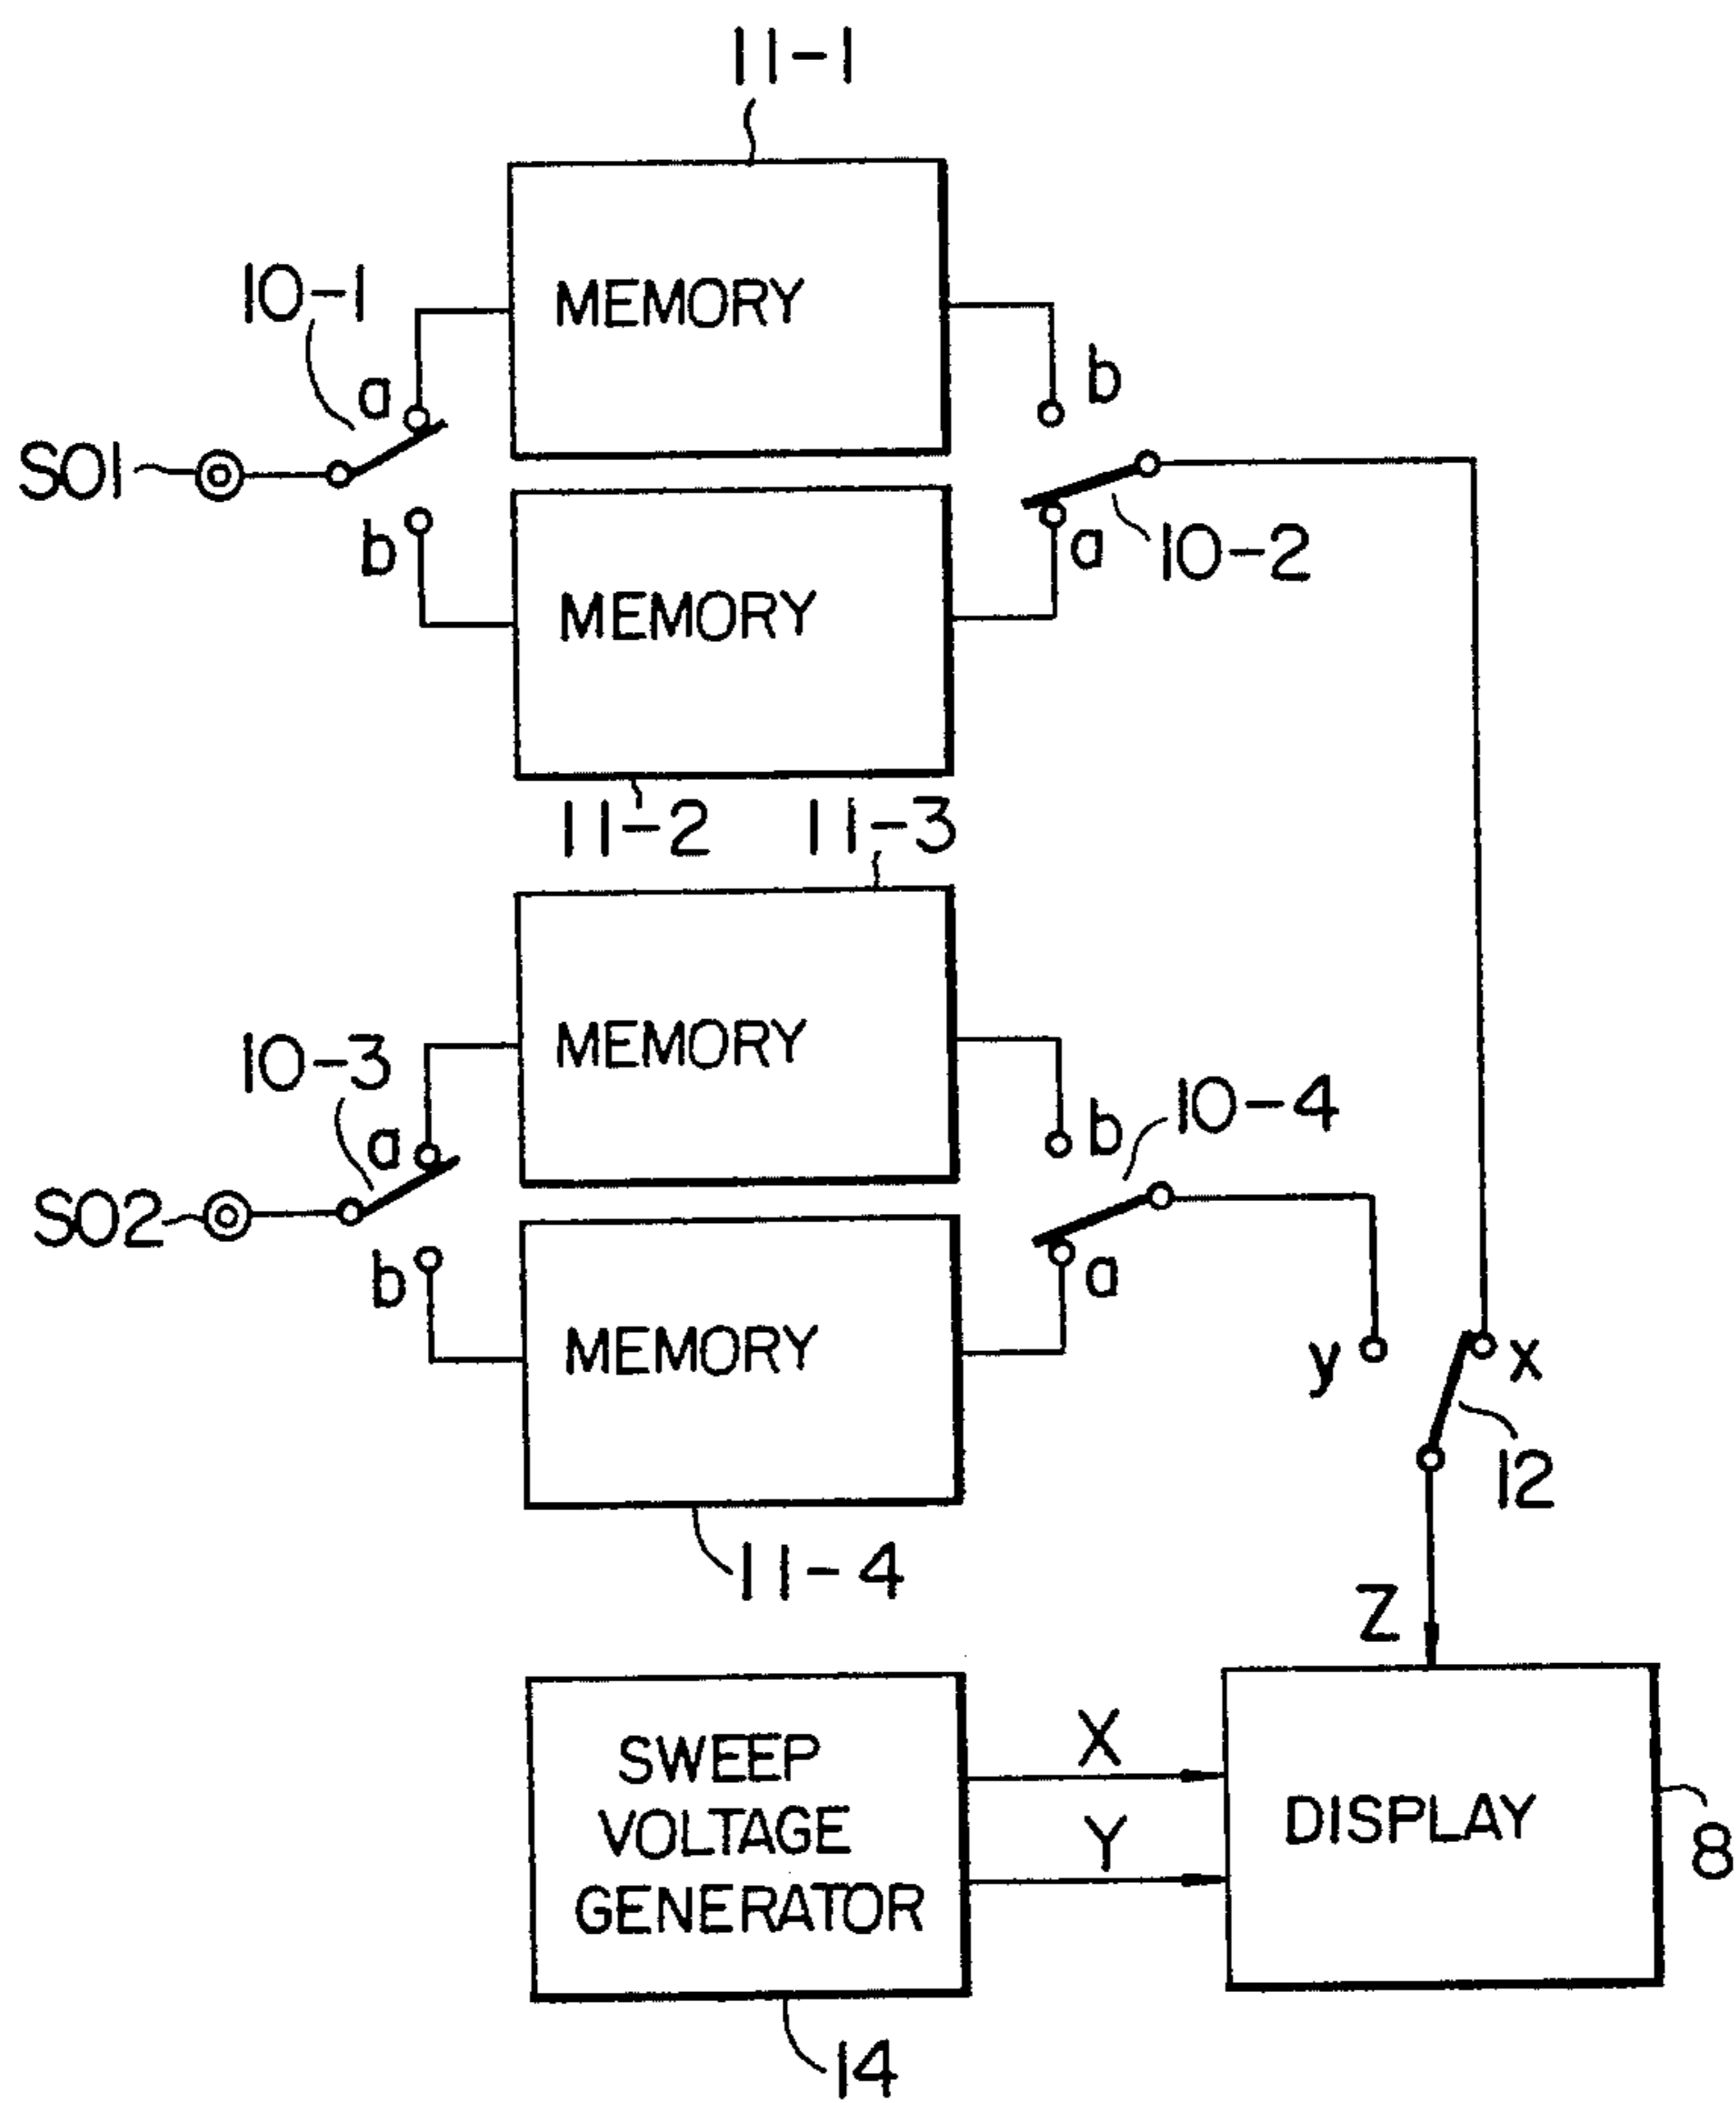 11-1
10-1
MEMORY
a
b
SO1
b
a
10-2
MEMORY
11-2
11-3
10-3
MEMORY
a
b
10-4
SO2
b
a
MEMORY
y
x
12
11-4
Z
SWEEP
VOLTAGE
GENERATOR
X
Y
DISPLAY
8
14